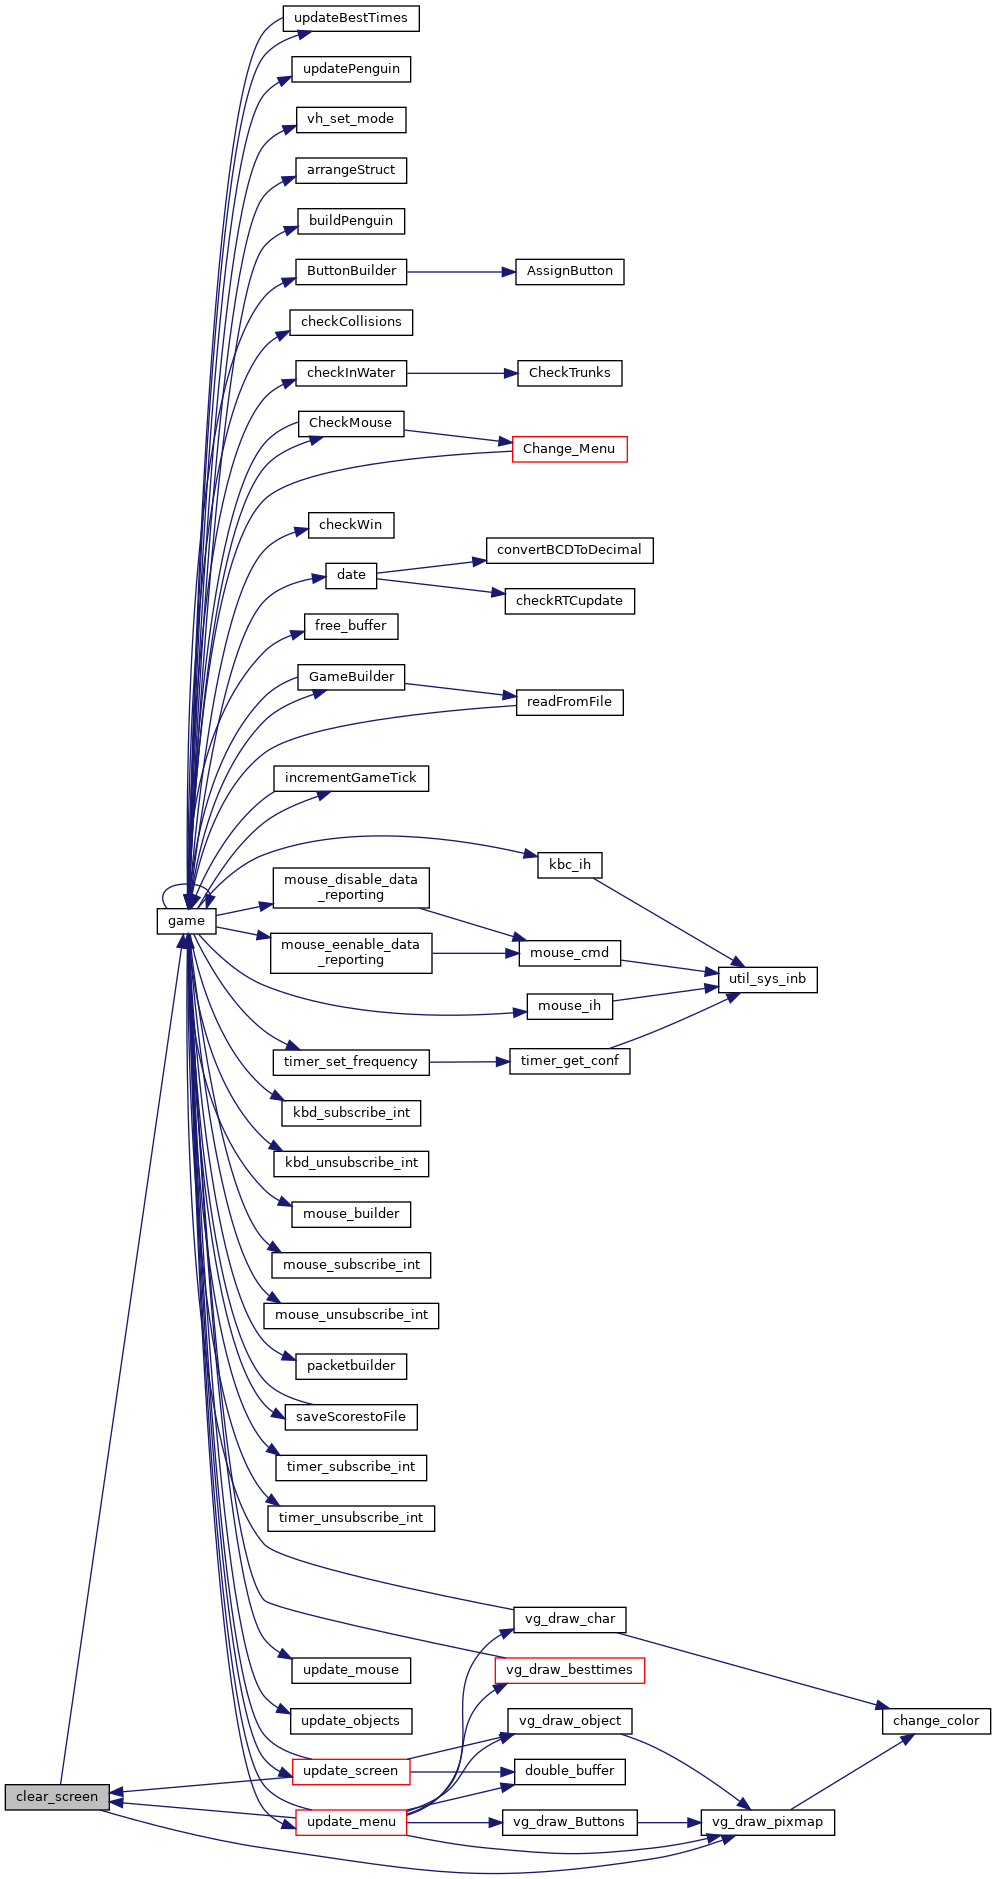 updateBestTimes
updatePenguin
vh_set_mode
arrangeStruct
buildPenguin
ButtonBuilder
AssignButton
checkCollisions
checkInWater
CheckTrunks
CheckMouse
Change_Menu
checkWin
date
convertBCDToDecimal
checkRTCupdate
free_buffer
GameBuilder
readFromFile
incrementGameTick
kbc_ih
mouse_disable_data
_reporting
game
mouse_eenable_data
_reporting
mouse_cmd
util_sys_inb
mouse_ih
timer_set_frequency
timer_get_conf
kbd_subscribe_int
kbd_unsubscribe_int
mouse_builder
mouse_subscribe_int
mouse_unsubscribe_int
packetbuilder
saveScorestoFile
timer_subscribe_int
timer_unsubscribe_int
vg_draw_char
update_mouse
vg_draw_besttimes
update_objects
vg_draw_object
change_color
update_screen
double_buffer
clear_screen
update_menu
vg_draw_Buttons
vg_draw_pixmap